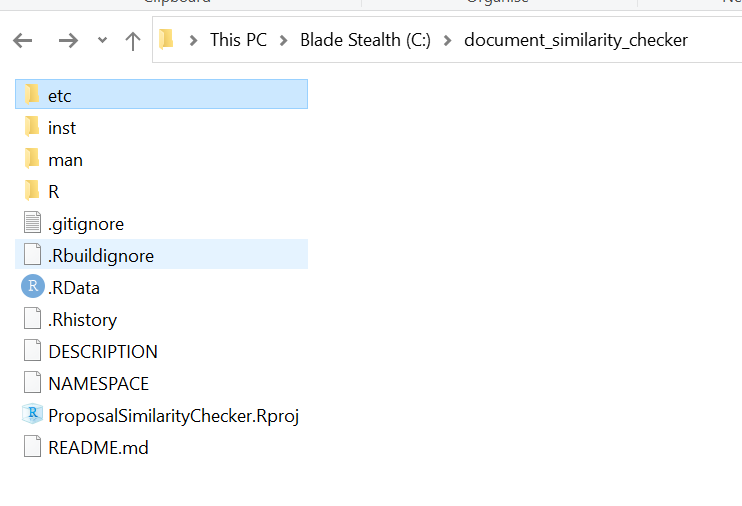 Clipboard
Organise
This PC > Blade Stealth (C:) > document_similarity_checker
etc
inst
man
R
.gitignore
.Rbuildignore
R .RData
.Rhistory
DESCRIPTION
NAMESPACE
R ProposalSimilarityChecker.Rproj
README.md